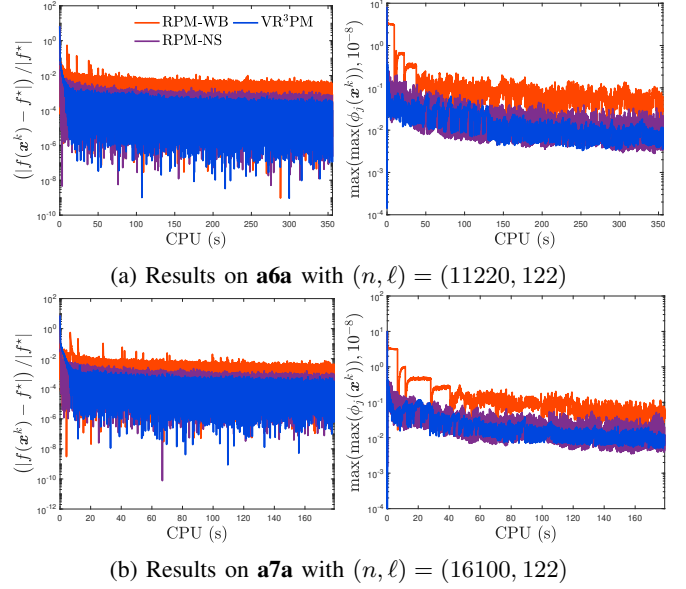 RPM-WB VR³PM
RPM-NS
10^2
10^0
10^-2
10^-4
10^-6
10^-8
10^-10
(|f(x^k) − f*|) / |f*|
0 50 100 150 200 250 300 350
CPU (s)
10^1
10^0
10^-1
10^-2
10^-3
10^-4
max(max(ϕ_j(x^k)), 10^-8)
0 50 100 150 200 250 300 350
CPU (s)
(a) Results on a6a with (n, ℓ) = (11220, 122)
10^2
10^0
10^-2
10^-4
10^-6
10^-8
10^-10
10^-12
(|f(x^k) − f*|) / |f*|
0 20 40 60 80 100 120 140 160
CPU (s)
10^2
10^1
10^0
10^-1
10^-2
10^-3
10^-4
max(max(ϕ_j(x^k)), 10^-8)
0 20 40 60 80 100 120 140 160
CPU (s)
(b) Results on a7a with (n, ℓ) = (16100, 122)